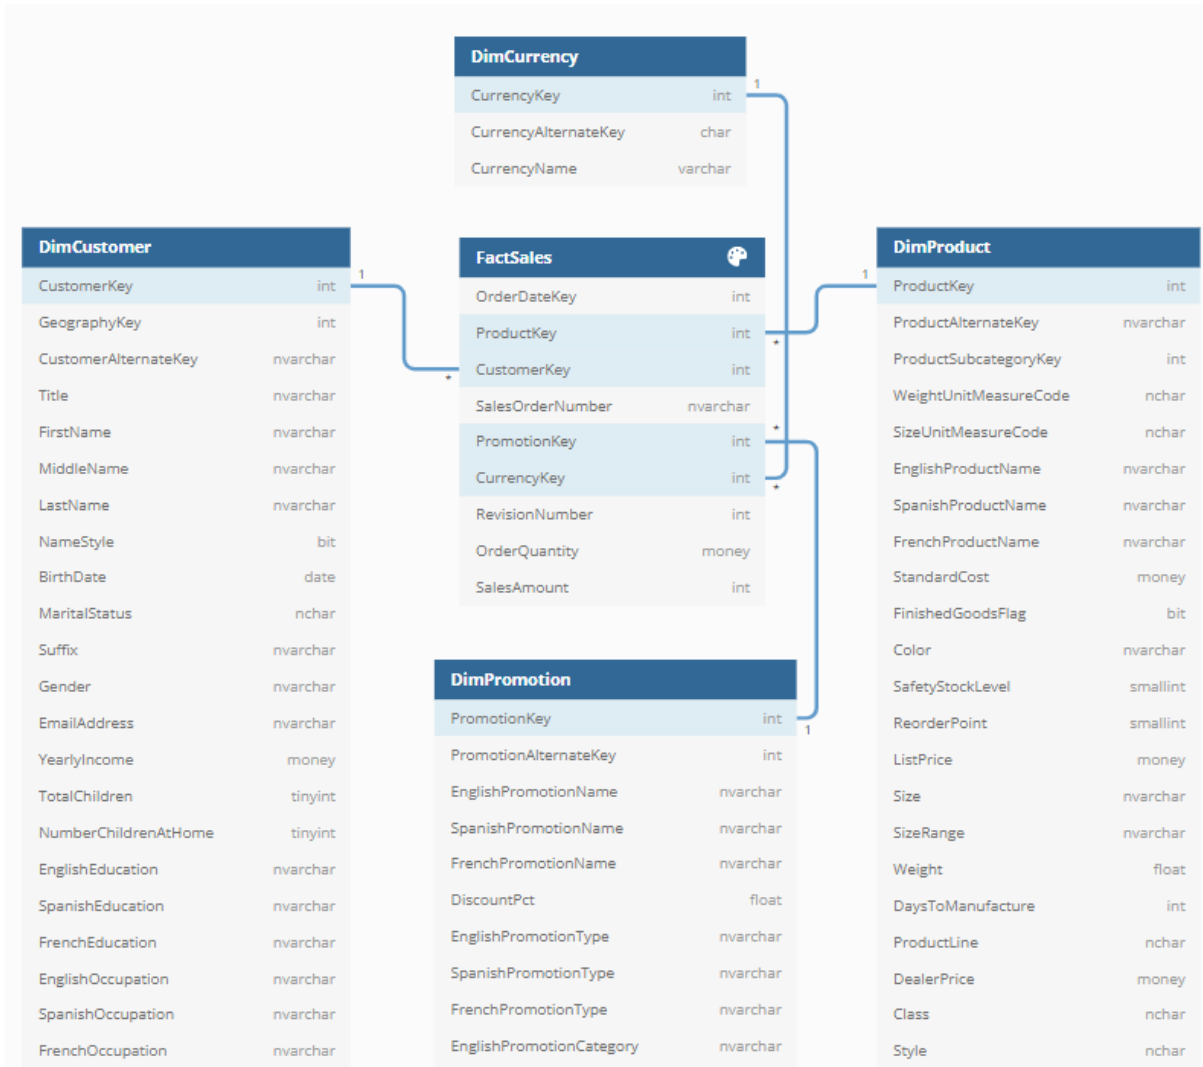 DimCurrency
CurrencyKey int
CurrencyAlternateKey char
CurrencyName varchar
1
DimCustomer
CustomerKey int
GeographyKey int
CustomerAlternateKey nvarchar
Title nvarchar
FirstName nvarchar
MiddleName nvarchar
LastName nvarchar
NameStyle bit
BirthDate date
MaritalStatus nchar
Suffix nvarchar
Gender nvarchar
EmailAddress nvarchar
YearlyIncome money
TotalChildren tinyint
NumberChildrenAtHome tinyint
EnglishEducation nvarchar
SpanishEducation nvarchar
FrenchEducation nvarchar
EnglishOccupation nvarchar
SpanishOccupation nvarchar
FrenchOccupation nvarchar
1
*
FactSales
OrderDateKey int
ProductKey int
CustomerKey int
SalesOrderNumber nvarchar
PromotionKey int
CurrencyKey int
RevisionNumber int
OrderQuantity money
SalesAmount int
*
*
*
DimPromotion
PromotionKey int
PromotionAlternateKey int
EnglishPromotionName nvarchar
SpanishPromotionName nvarchar
FrenchPromotionName nvarchar
DiscountPct float
EnglishPromotionType nvarchar
SpanishPromotionType nvarchar
FrenchPromotionType nvarchar
EnglishPromotionCategory nvarchar
1
1
DimProduct
ProductKey int
ProductAlternateKey nvarchar
ProductSubcategoryKey int
WeightUnitMeasureCode nchar
SizeUnitMeasureCode nchar
EnglishProductName nvarchar
SpanishProductName nvarchar
FrenchProductName nvarchar
StandardCost money
FinishedGoodsFlag bit
Color nvarchar
SafetyStockLevel smallint
ReorderPoint smallint
ListPrice money
Size nvarchar
SizeRange nvarchar
Weight float
DaysToManufacture int
ProductLine nchar
DealerPrice money
Class nchar
Style nchar